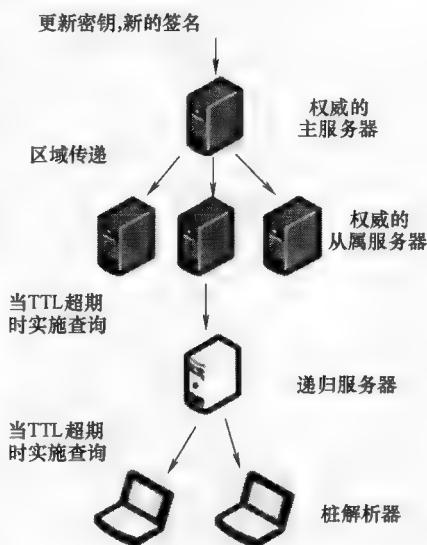 更新密钥,新的签名
权威的
主服务器
区域传递
权威的
从属服务器
当TTL超期
时实施查询
递归服务器
当TTL超期
时实施查询
桩解析器